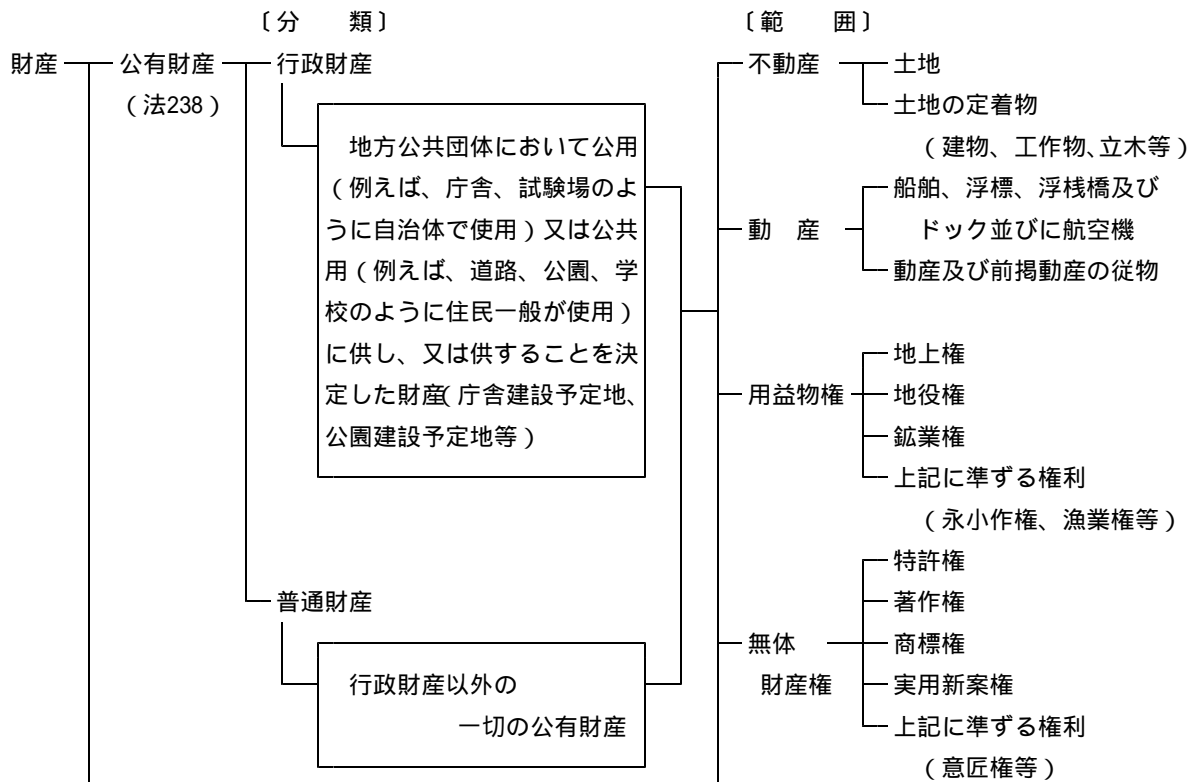 〔分　類〕
〔範　囲〕
財産
公有財産
（法238）
行政財産
地方公共団体において公用
（例えば、庁舎、試験場のよ
うに自治体で使用）又は公共
用（例えば、道路、公園、学
校のように住民一般が使用）
に供し、又は供することを決
定した財産（庁舎建設予定地、
公園建設予定地等）
普通財産
行政財産以外の
一切の公有財産
不動産
土地
土地の定着物
（建物、工作物、立木等）
動　産
船舶、浮標、浮桟橋及び
ドック並びに航空機
動産及び前掲動産の従物
用益物権
地上権
地役権
鉱業権
上記に準ずる権利
（永小作権、漁業権等）
無体
財産権
特許権
著作権
商標権
実用新案権
上記に準ずる権利
（意匠権等）